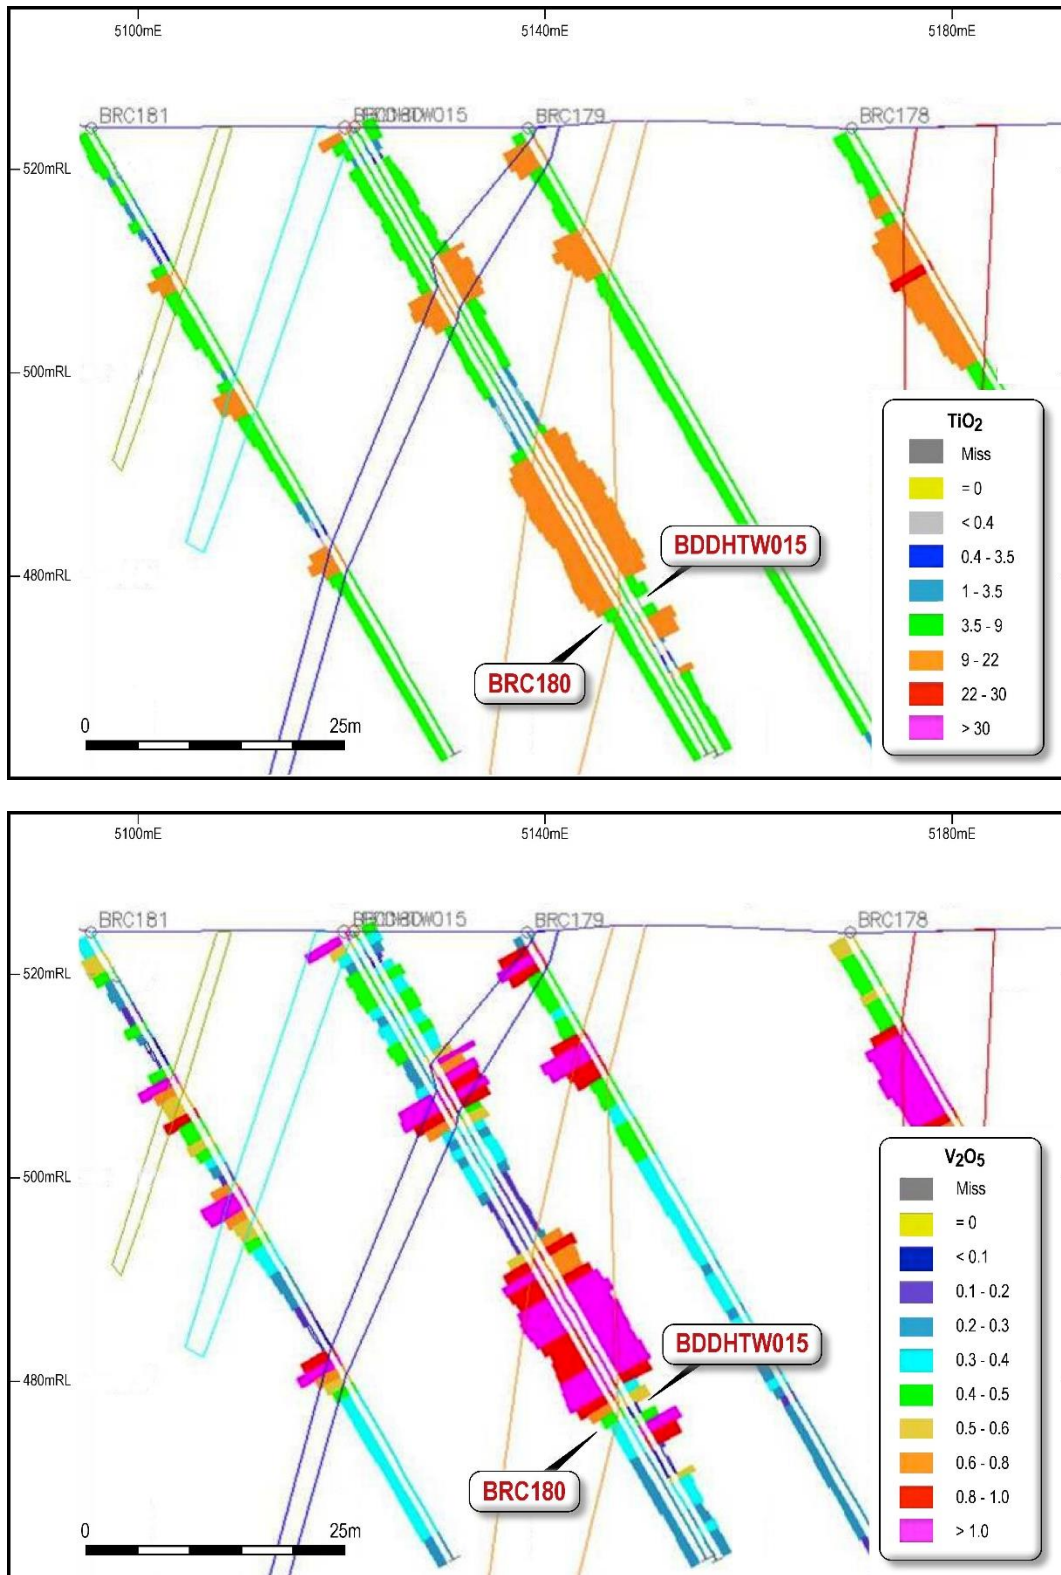 5100mE 5140mE 5180mE
BRC181 BRC179 BRC178
520mRL
500mRL
480mRL
TiO2
Miss
= 0
< 0.4
0.4 - 3.5
1 - 3.5
3.5 - 9
9 - 22
22 - 30
> 30
BDDHTW015
BRC180
0 25m
5100mE 5140mE 5180mE
BRC181 BRC179 BRC178
520mRL
500mRL
480mRL
V2O5
Miss
= 0
< 0.1
0.1 - 0.2
0.2 - 0.3
0.3 - 0.4
0.4 - 0.5
0.5 - 0.6
0.6 - 0.8
0.8 - 1.0
> 1.0
BDDHTW015
BRC180
0 25m